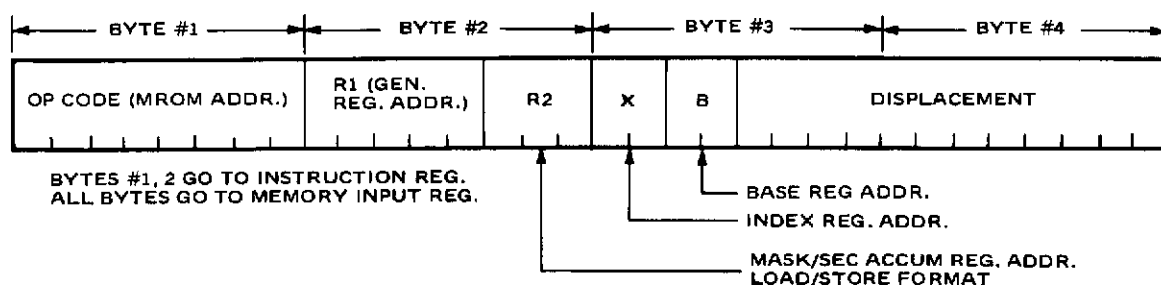 BYTE #1 BYTE #2 BYTE #3 BYTE #4
OP CODE (MROM ADDR.)
R1 (GEN.
REG. ADDR.)
R2
X
B
DISPLACEMENT
BYTES #1, 2 GO TO INSTRUCTION REG.
ALL BYTES GO TO MEMORY INPUT REG.
BASE REG ADDR.
INDEX REG. ADDR.
MASK/SEC ACCUM REG. ADDR.
LOAD/STORE FORMAT